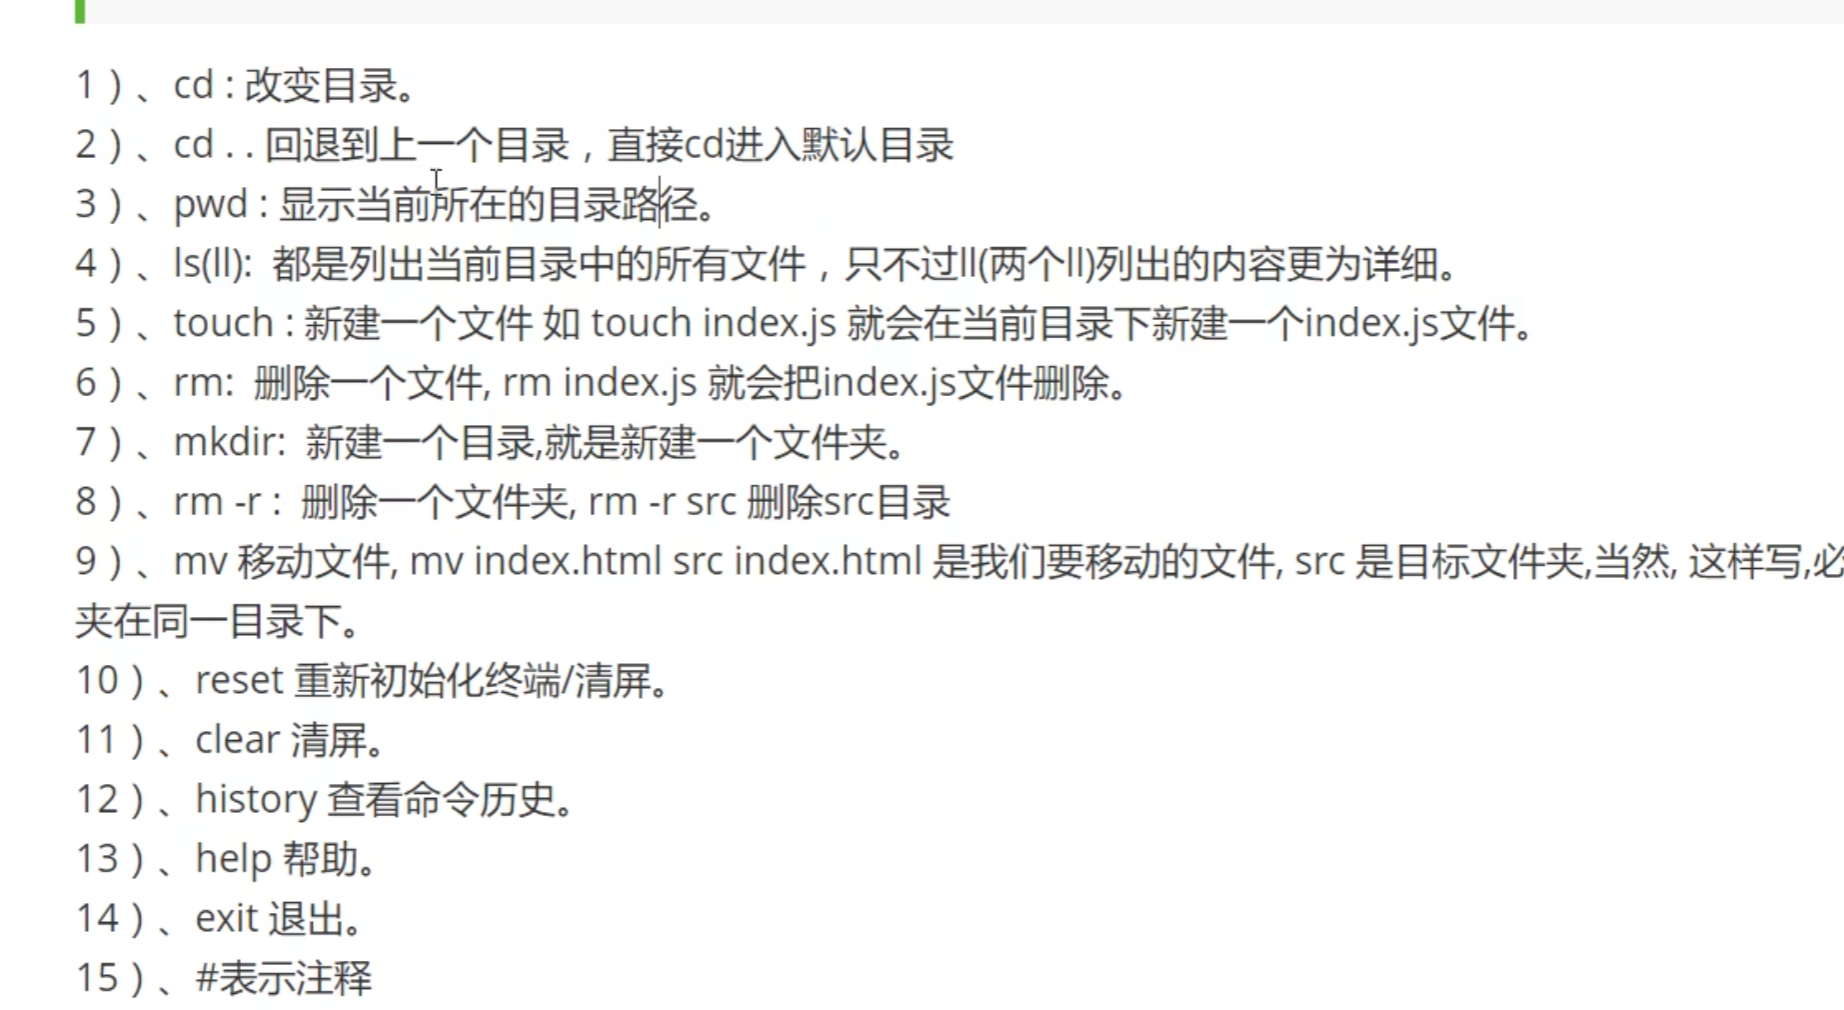 1）、cd : 改变目录。
2）、cd . . 回退到上一个目录，直接cd进入默认目录
3）、pwd : 显示当前所在的目录路径。
4）、ls(ll): 都是列出当前目录中的所有文件，只不过ll(两个ll)列出的内容更为详细。
5）、touch : 新建一个文件 如 touch index.js 就会在当前目录下新建一个index.js文件。
6）、rm: 删除一个文件, rm index.js 就会把index.js文件删除。
7）、mkdir: 新建一个目录,就是新建一个文件夹。
8）、rm -r : 删除一个文件夹, rm -r src 删除src目录
9）、mv 移动文件, mv index.html src index.html 是我们要移动的文件, src 是目标文件夹,当然, 这样写,必
夹在同一目录下。
10）、reset 重新初始化终端/清屏。
11）、clear 清屏。
12）、history 查看命令历史。
13）、help 帮助。
14）、exit 退出。
15）、#表示注释